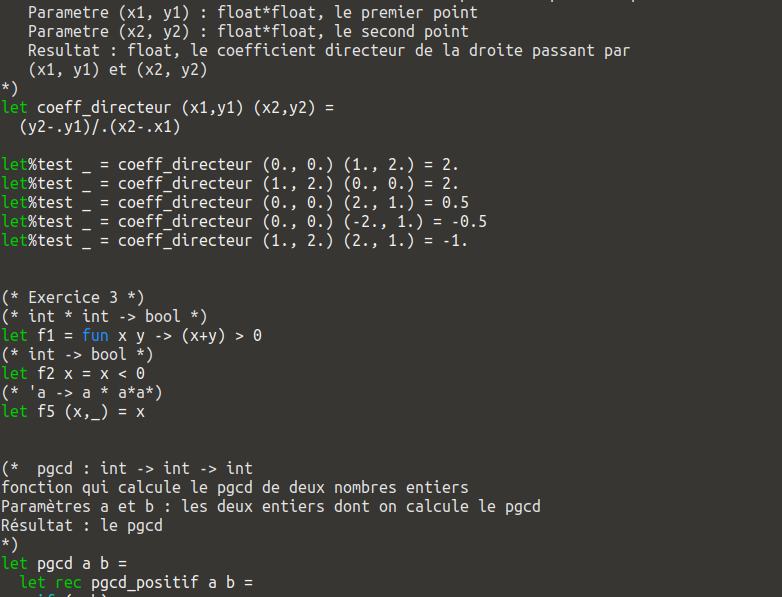 Parametre (x1, y1) : float*float, le premier point
Parametre (x2, y2) : float*float, le second point
Resultat : float, le coefficient directeur de la droite passant par
(x1, y1) et (x2, y2)
*)
let coeff_directeur (x1,y1) (x2,y2) =
(y2-.y1)/.(x2-.x1)
let%test _ = coeff_directeur (0., 0.) (1., 2.) = 2.
let%test _ = coeff_directeur (1., 2.) (0., 0.) = 2.
let%test _ = coeff_directeur (0., 0.) (2., 1.) = 0.5
let%test _ = coeff_directeur (0., 0.) (-2., 1.) = -0.5
let%test _ = coeff_directeur (1., 2.) (2., 1.) = -1.
(* Exercice 3 *)
(* int * int -> bool *)
let f1 = fun x y -> (x+y) > 0
(* int -> bool *)
let f2 x = x < 0
(* 'a -> a * a*a*)
let f5 (x,_) = x
(*  pgcd : int -> int -> int
fonction qui calcule le pgcd de deux nombres entiers
Paramètres a et b : les deux entiers dont on calcule le pgcd
Résultat : le pgcd
*)
let pgcd a b =
let rec pgcd_positif a b =